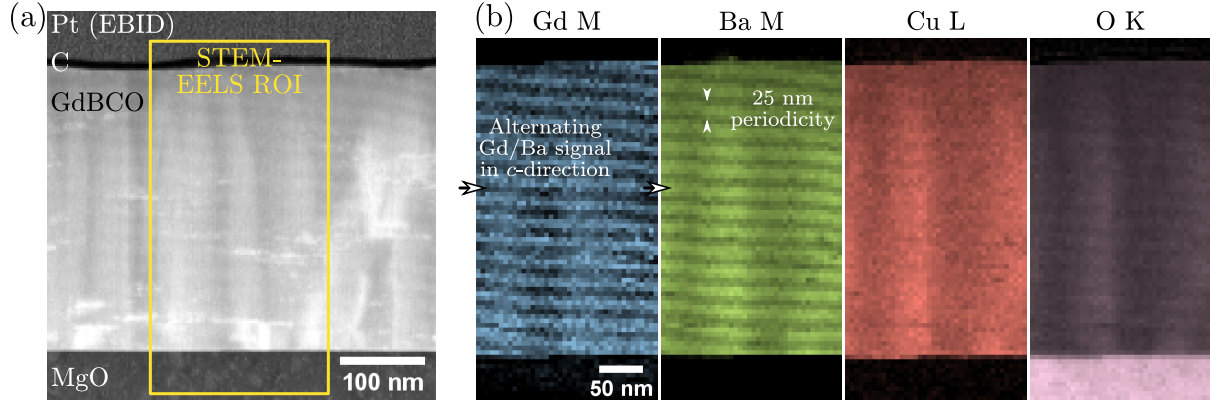 (a)
Pt (EBID)
C
STEM-
EELS ROI
GdBCO
MgO
100 nm
(b)
Gd M
Ba M
Cu L
O K
Alternating
Gd/Ba signal
in c-direction
25 nm
periodicity
50 nm